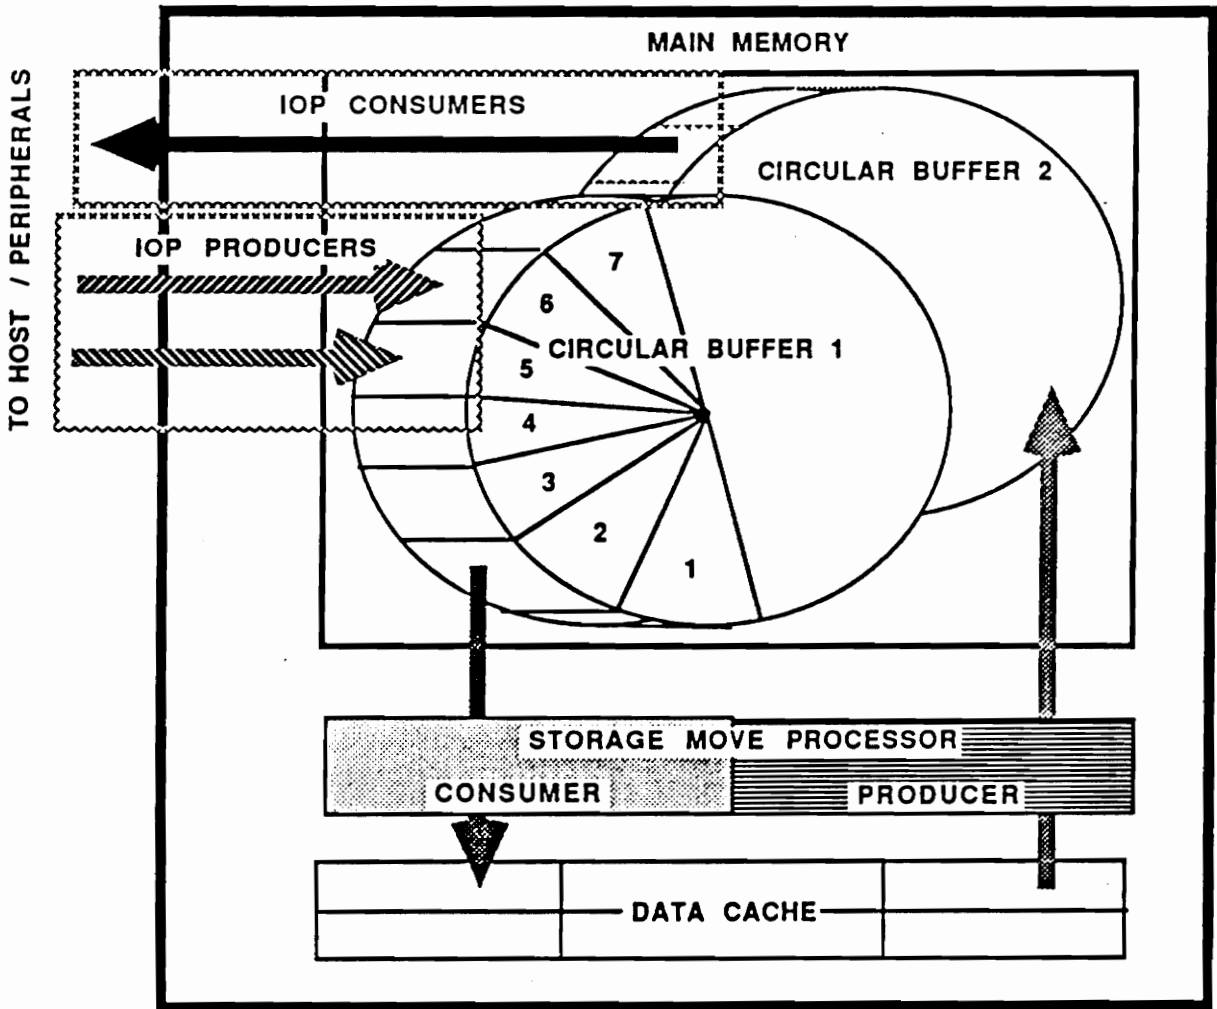 MAIN MEMORY
TO HOST / PERIPHERALS
IOP CONSUMERS
CIRCULAR BUFFER 2
IOP PRODUCERS
7
6
CIRCULAR BUFFER 1
5
4
3
2
1
STORAGE MOVE PROCESSOR
CONSUMER
PRODUCER
DATA CACHE